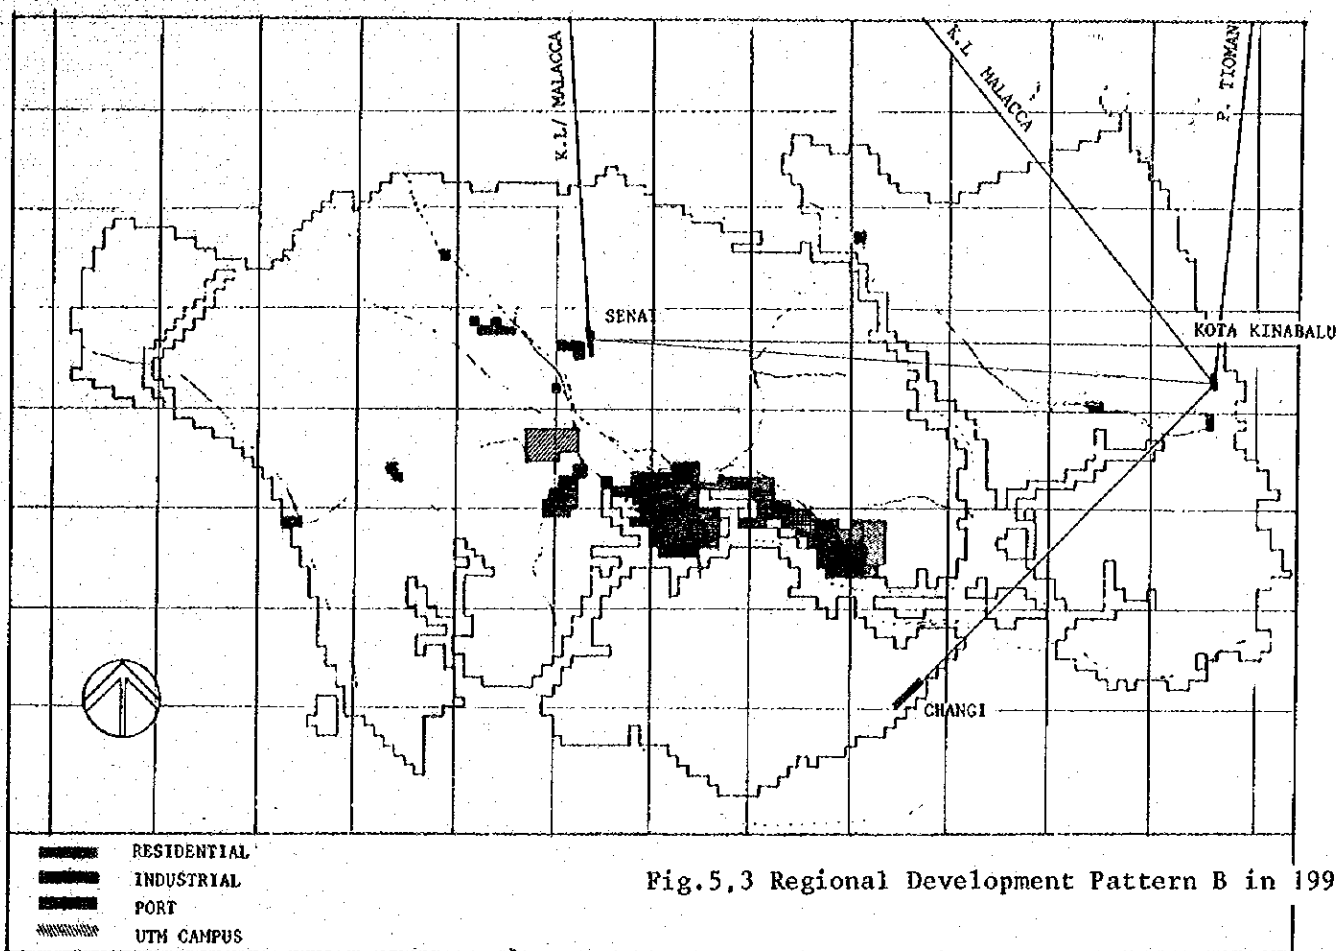 K.L/ MALACCA
K.L MALACCA
P. TIOMAN
SENAI
KOTA KINABALU
CHANGI
RESIDENTIAL
INDUSTRIAL
PORT
UTM CAMPUS
Fig.5,3 Regional Development Pattern B in 199